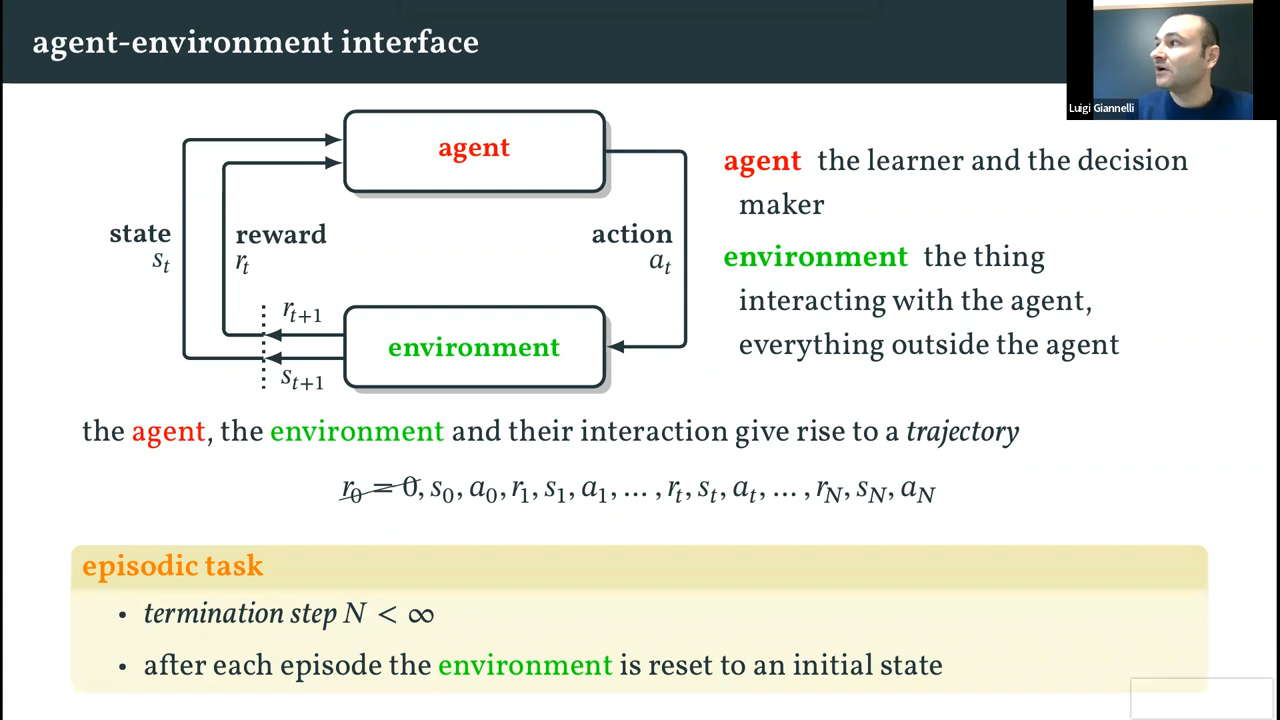 agent-environment interface
Luigi Giannelli
agent
state
s_t
reward
r_t
action
a_t
r_{t+1}
environment
s_{t+1}
agent the learner and the decision
maker
environment the thing
interacting with the agent,
everything outside the agent
the agent, the environment and their interaction give rise to a trajectory
r_0 = 0, s_0, a_0, r_1, s_1, a_1, … , r_t, s_t, a_t, … , r_N, s_N, a_N
episodic task
• termination step N < ∞
• after each episode the environment is reset to an initial state